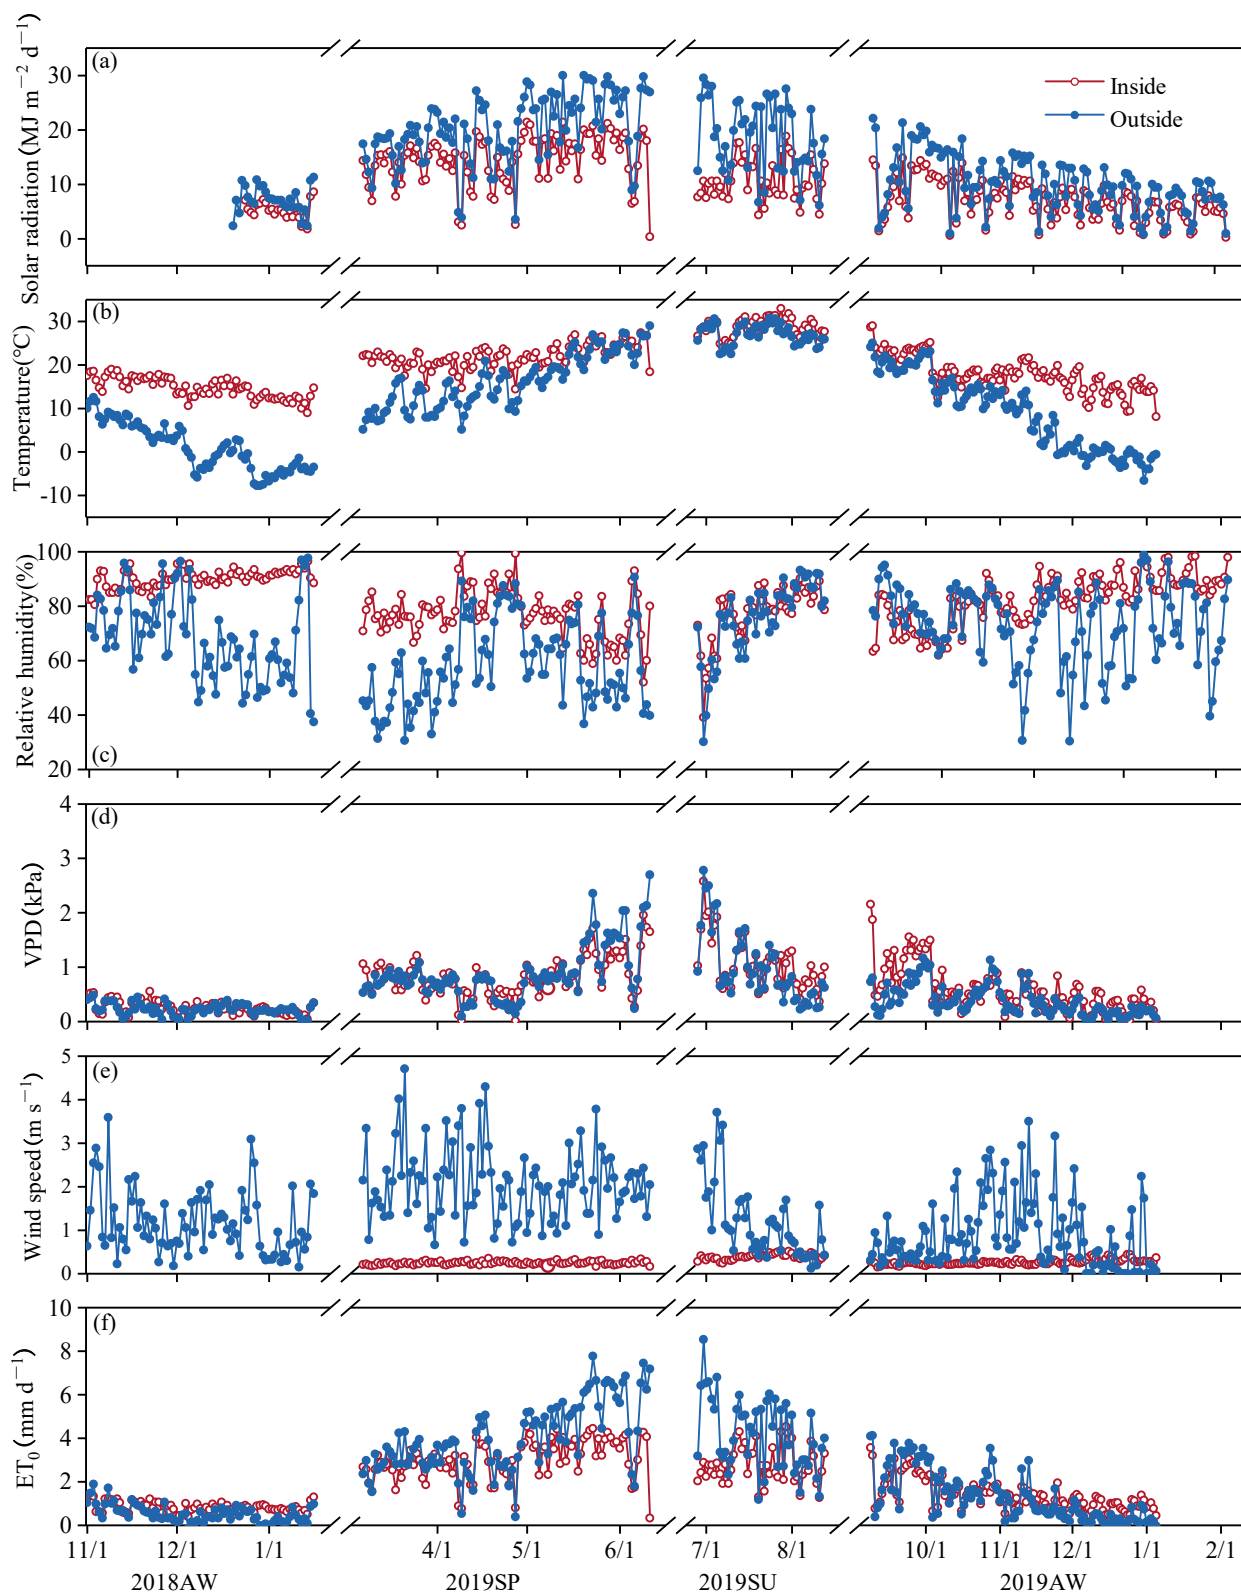 (a)
Solar radiation (MJ m−2 d−1)
30
20
10
0
Inside
Outside
(b)
Temperature(°C)
30
20
10
0
-10
(c)
Relative humidity(%)
100
80
60
40
20
(d)
VPD(kPa)
4
3
2
1
0
(e)
Wind speed(m s−1)
5
4
3
2
1
0
(f)
ET0(mm d−1)
10
8
6
4
2
0
11/1 12/1 1/1 4/1 5/1 6/1 7/1 8/1 10/1 11/1 12/1 1/1 2/1
2018AW 2019SP 2019SU 2019AW